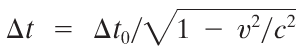 Δt = Δt₀/√1 − v²/c²